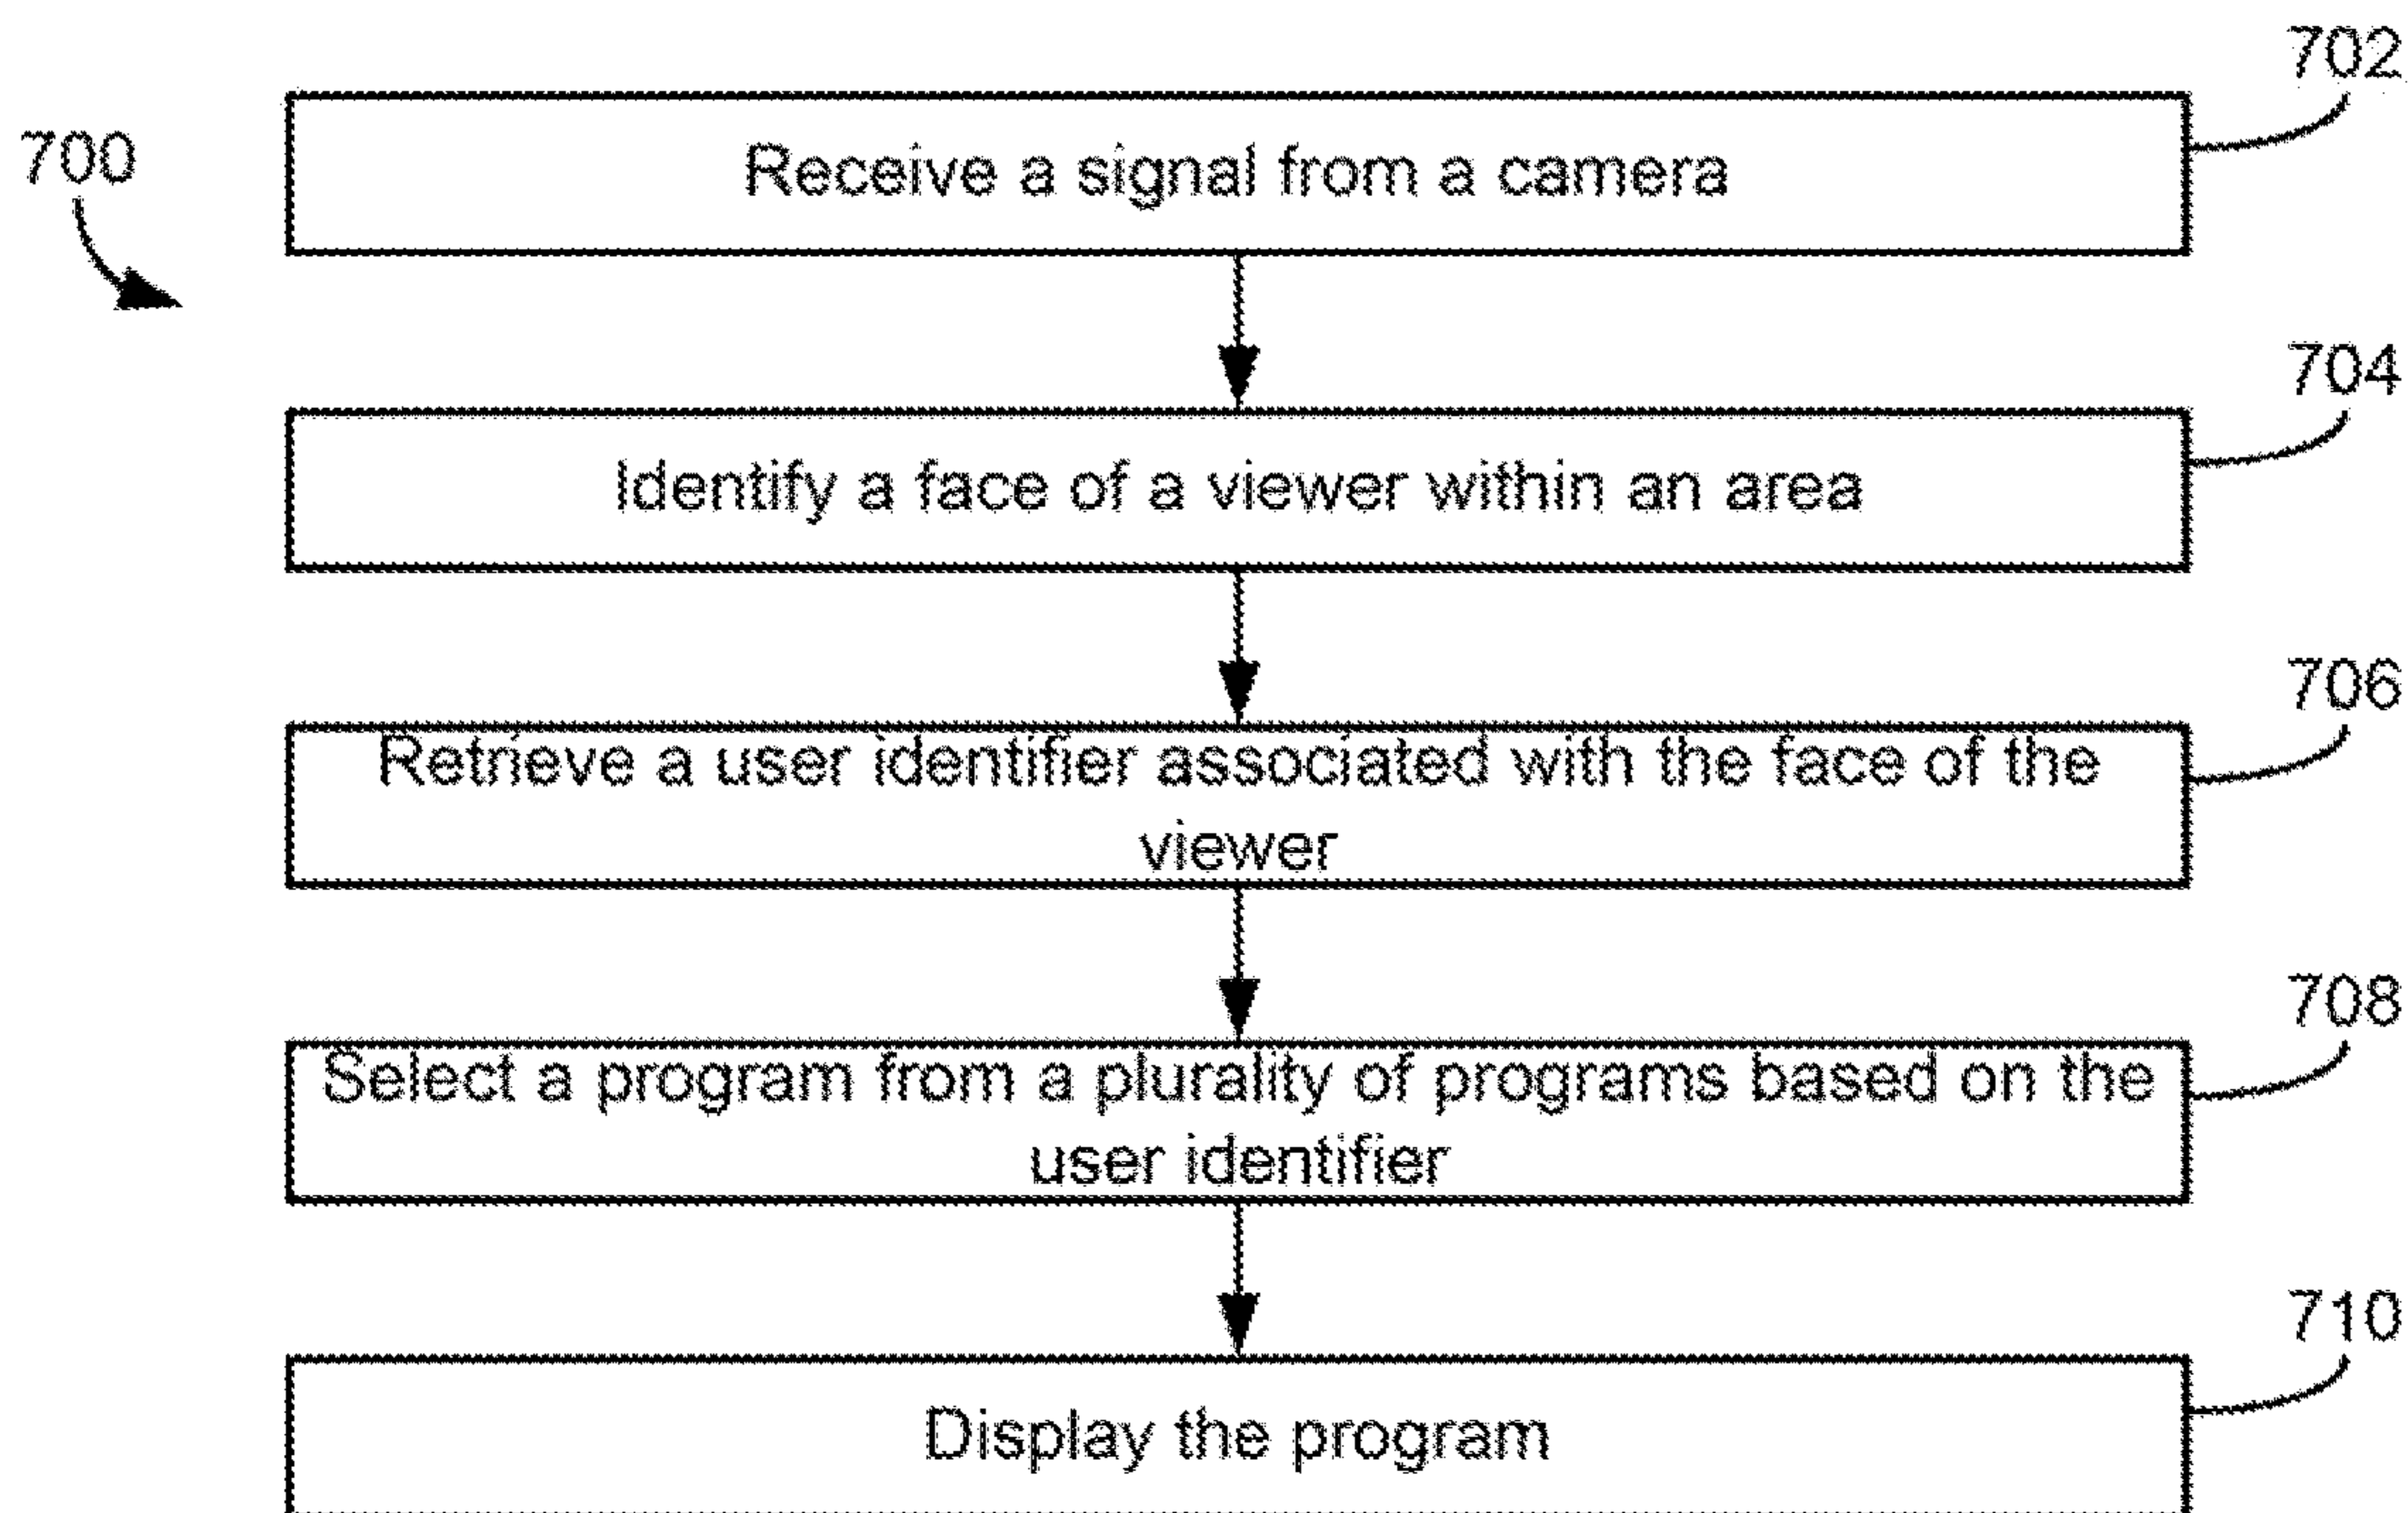 702
700
Receive a signal from a camera
704
Identify a face of a viewer within an area
706
Retrieve a user identifier associated with the face of the
viewer
708
Select a program from a plurality of programs based on the
user identifier
710
Display the program